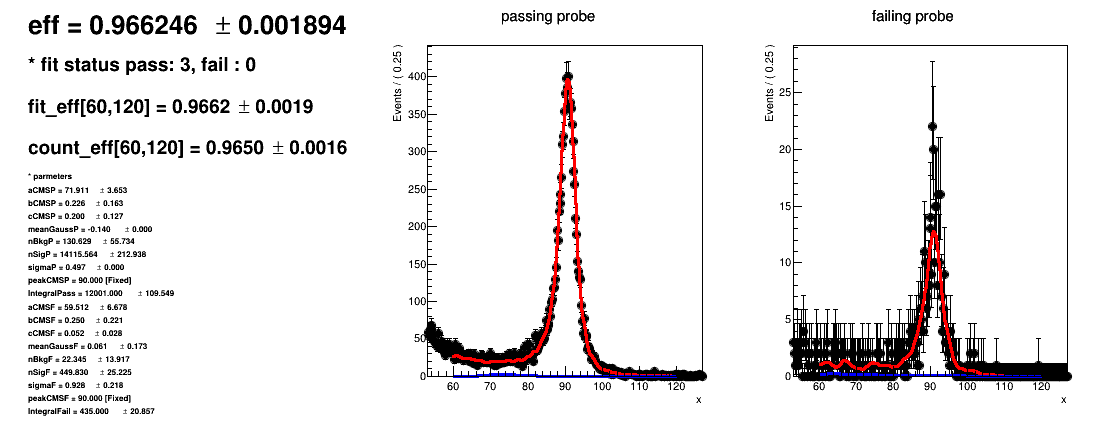 eff = 0.966246 ± 0.001894
* fit status pass: 3, fail : 0
fit_eff[60,120] = 0.9662 ± 0.0019
count_eff[60,120] = 0.9650 ± 0.0016
* parmeters
aCMSP = 71.911 ± 3.653
bCMSP = 0.226 ± 0.163
cCMSP = 0.200 ± 0.127
meanGaussP = -0.140 ± 0.000
nBkgP = 130.629 ± 55.734
nSigP = 14115.564 ± 212.938
sigmaP = 0.497 ± 0.000
peakCMSP = 90.000 [Fixed]
IntegralPass = 12001.000 ± 109.549
aCMSF = 59.512 ± 6.678
bCMSF = 0.250 ± 0.221
cCMSF = 0.052 ± 0.028
meanGaussF = 0.061 ± 0.173
nBkgF = 22.345 ± 13.917
nSigF = 449.830 ± 25.225
sigmaF = 0.928 ± 0.218
peakCMSF = 90.000 [Fixed]
IntegralFail = 435.000 ± 20.857
passing probe
Events / ( 0.25 )
400
350
300
250
200
150
100
50
0
60 70 80 90 100 110 120
x
failing probe
Events / ( 0.25 )
25
20
15
10
5
0
60 70 80 90 100 110 120
x